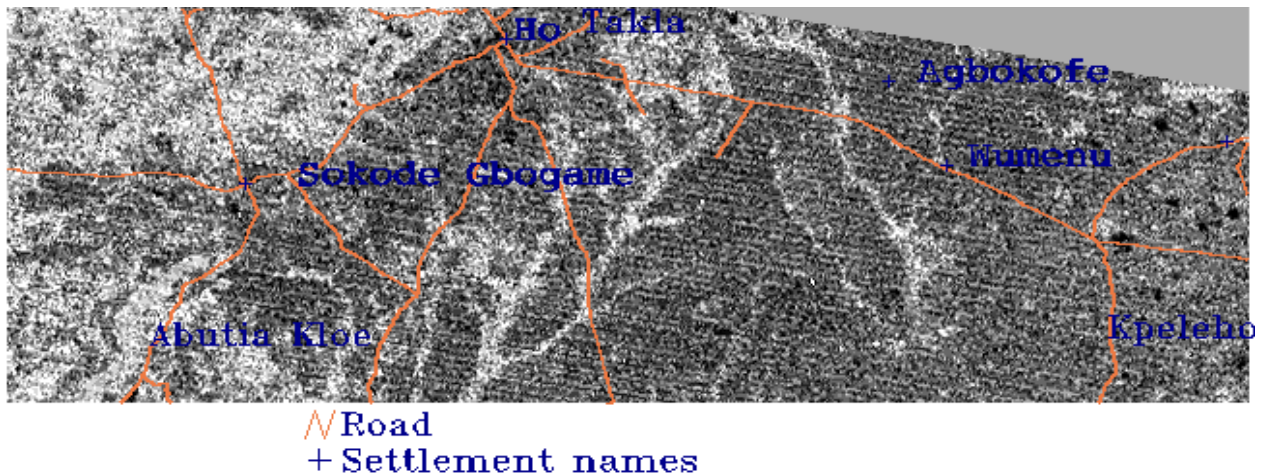 Ho Takla
Agbokofe
Wumenu
Sokode Gbogame
Abutia Kloe
Kpeleho
Road
+ Settlement names